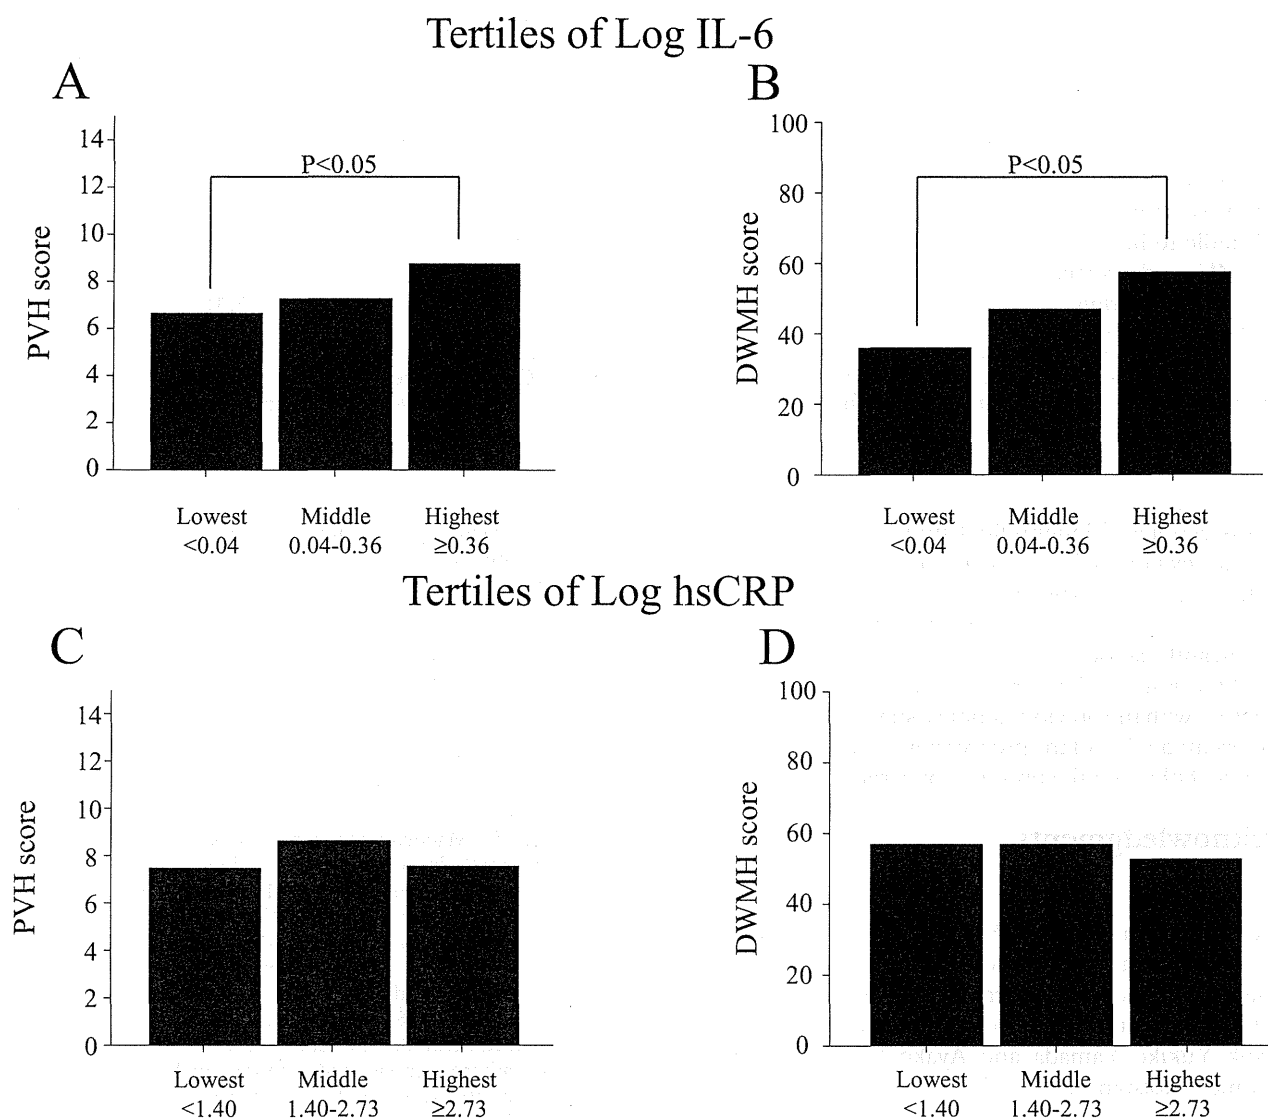 Tertiles of Log IL-6
A
PVH score
14
12
10
8
6
4
2
0
P<0.05
Lowest
<0.04
Middle
0.04-0.36
Highest
≥0.36
B
DWMH score
100
80
60
40
20
0
P<0.05
Lowest
<0.04
Middle
0.04-0.36
Highest
≥0.36
Tertiles of Log hsCRP
C
PVH score
14
12
10
8
6
4
2
0
Lowest
<1.40
Middle
1.40-2.73
Highest
≥2.73
D
DWMH score
100
80
60
40
20
0
Lowest
<1.40
Middle
1.40-2.73
Highest
≥2.73